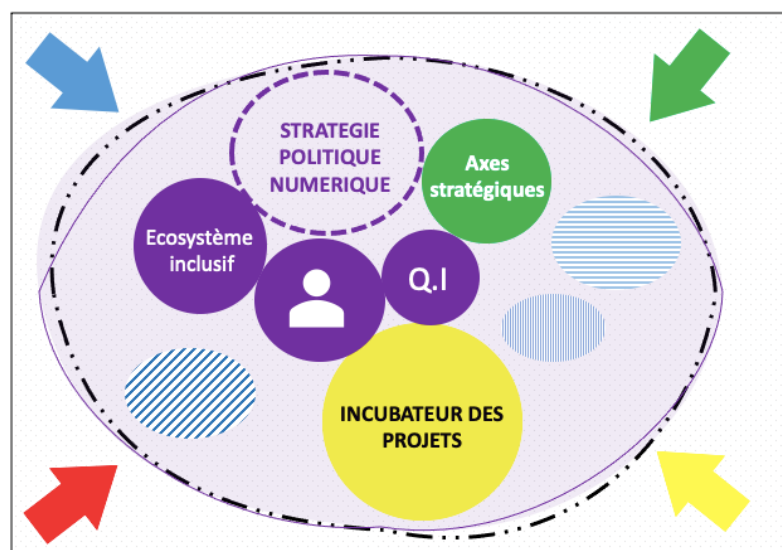 STRATEGIE
POLITIQUE
NUMERIQUE
Axes
stratégiques
Ecosystème
inclusif
Q.I
INCUBATEUR DES
PROJETS